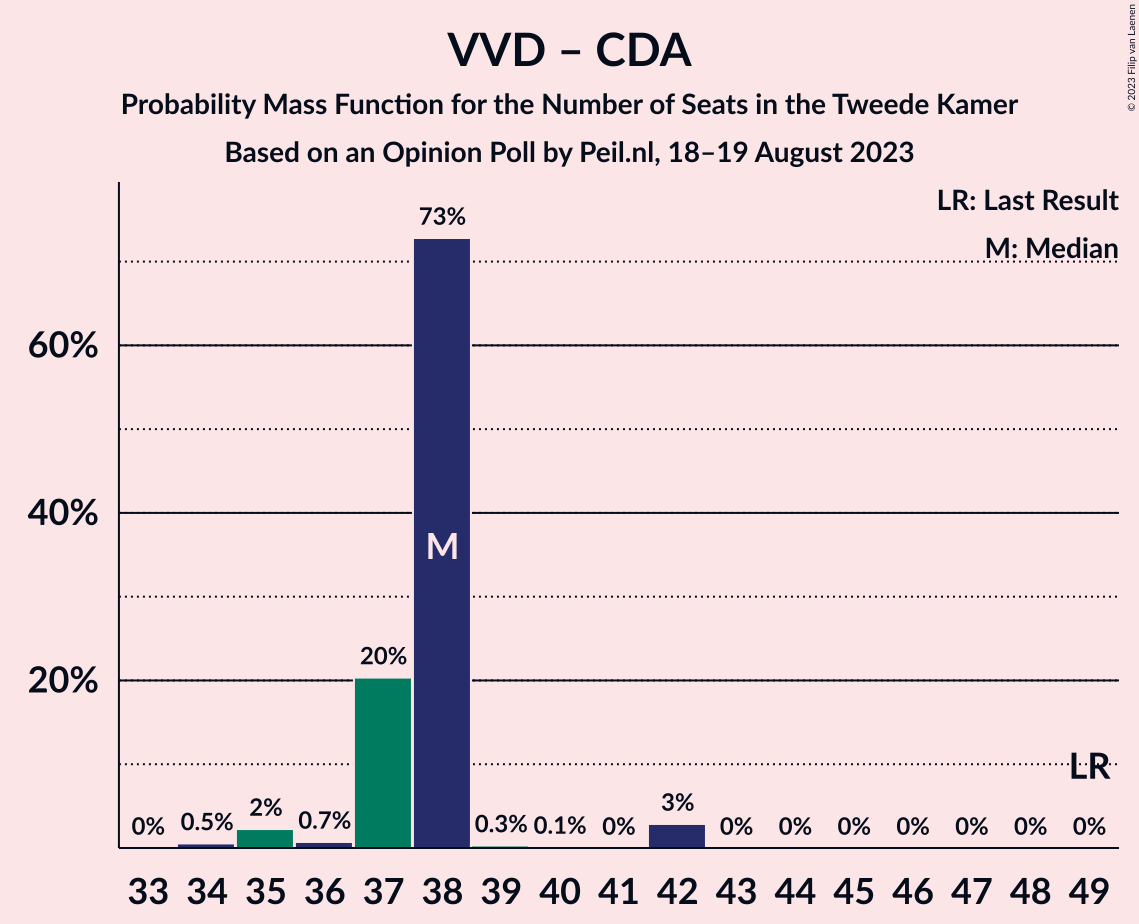 VVD – CDA
Probability Mass Function for the Number of Seats in the Tweede Kamer
Based on an Opinion Poll by Peil.nl, 18–19 August 2023
© 2023 Filip van Laenen
LR: Last Result
M: Median
73%
60%
40%
M
20%
20%
LR
0% 0.5% 2% 0.7% 0.3% 0.1% 0% 3% 0% 0% 0% 0% 0% 0% 0%
33 34 35 36 37 38 39 40 41 42 43 44 45 46 47 48 49